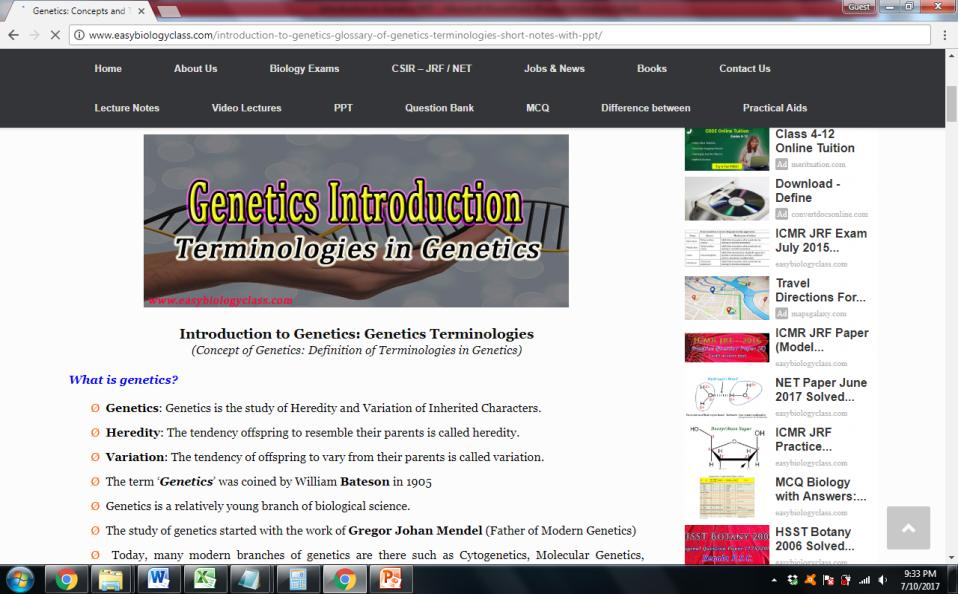 Genetics: Concepts and T
Guest
www.easybiologyclass.com/introduction-to-genetics-glossary-of-genetics-terminologies-short-notes-with-ppt/
Home About Us Biology Exams CSIR – JRF / NET Jobs & News Books Contact Us
Lecture Notes Video Lectures PPT Question Bank MCQ Difference between Practical Aids
Genetics Introduction
Terminologies in Genetics
www.easybiologyclass.com
Introduction to Genetics: Genetics Terminologies
(Concept of Genetics: Definition of Terminologies in Genetics)
What is genetics?
Ø Genetics: Genetics is the study of Heredity and Variation of Inherited Characters.
Ø Heredity: The tendency offspring to resemble their parents is called heredity.
Ø Variation: The tendency of offspring to vary from their parents is called variation.
Ø The term ‘Genetics’ was coined by William Bateson in 1905
Ø Genetics is a relatively young branch of biological science.
Ø The study of genetics started with the work of Gregor Johan Mendel (Father of Modern Genetics)
Ø Today, many modern branches of genetics are there such as Cytogenetics, Molecular Genetics,
CBSE Online Tuition
Class 4-12
Online Tuition
Ad meritnation.com
Download -
Define
Ad convertdocsonline.com
ICMR JRF Exam
July 2015...
easybiologyclass.com
Travel
Directions For...
Ad mapsgalaxy.com
ICMR JRF - 2016
ICMR JRF Paper
(Model...
easybiologyclass.com
NET Paper June
2017 Solved...
easybiologyclass.com
HO
OH
H H H H
ICMR JRF
Practice...
easybiologyclass.com
MCQ Biology
with Answers:...
easybiologyclass.com
HSST BOTANY 200
HSST Botany
2006 Solved...
easybiologyclass.com
9:33 PM
7/10/2017